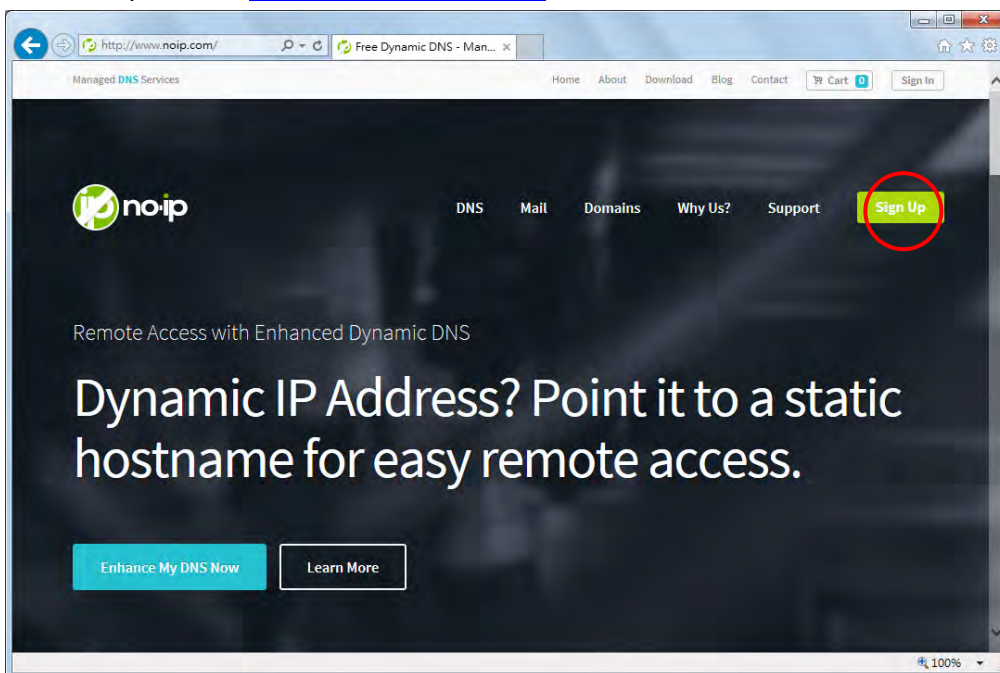 http://www.noip.com/
Free Dynamic DNS - Man...
Managed DNS Services
Home About Download Blog Contact Cart 0 Sign In
no·ip
DNS Mail Domains Why Us? Support Sign Up
Remote Access with Enhanced Dynamic DNS
Dynamic IP Address? Point it to a static
hostname for easy remote access.
Enhance My DNS Now Learn More
100%